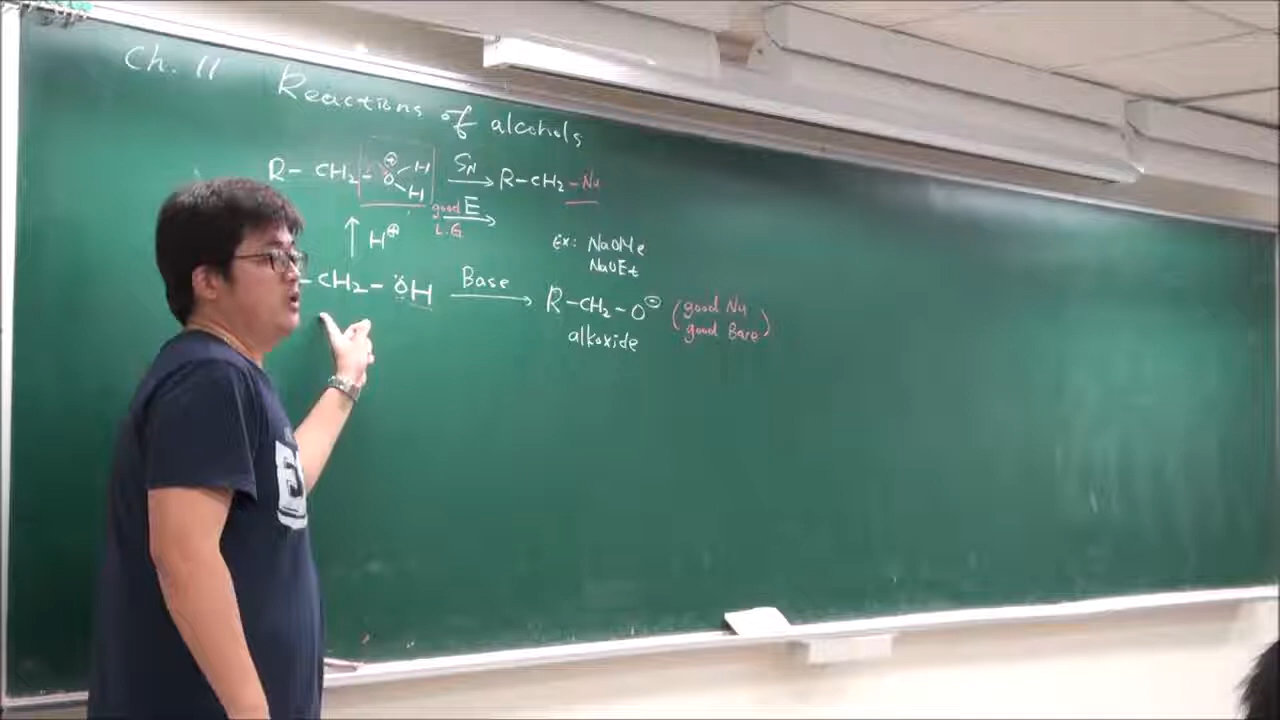 Ch. 11 Reactions of alcohols
R-CH2-O⊕ H H SN R-CH2-Nu
good E
L.G
H⊕
Ex: NaOMe
NaOEt
-CH2-ÖH Base R-CH2-O⊖ (good Nu
good Base)
alkoxide